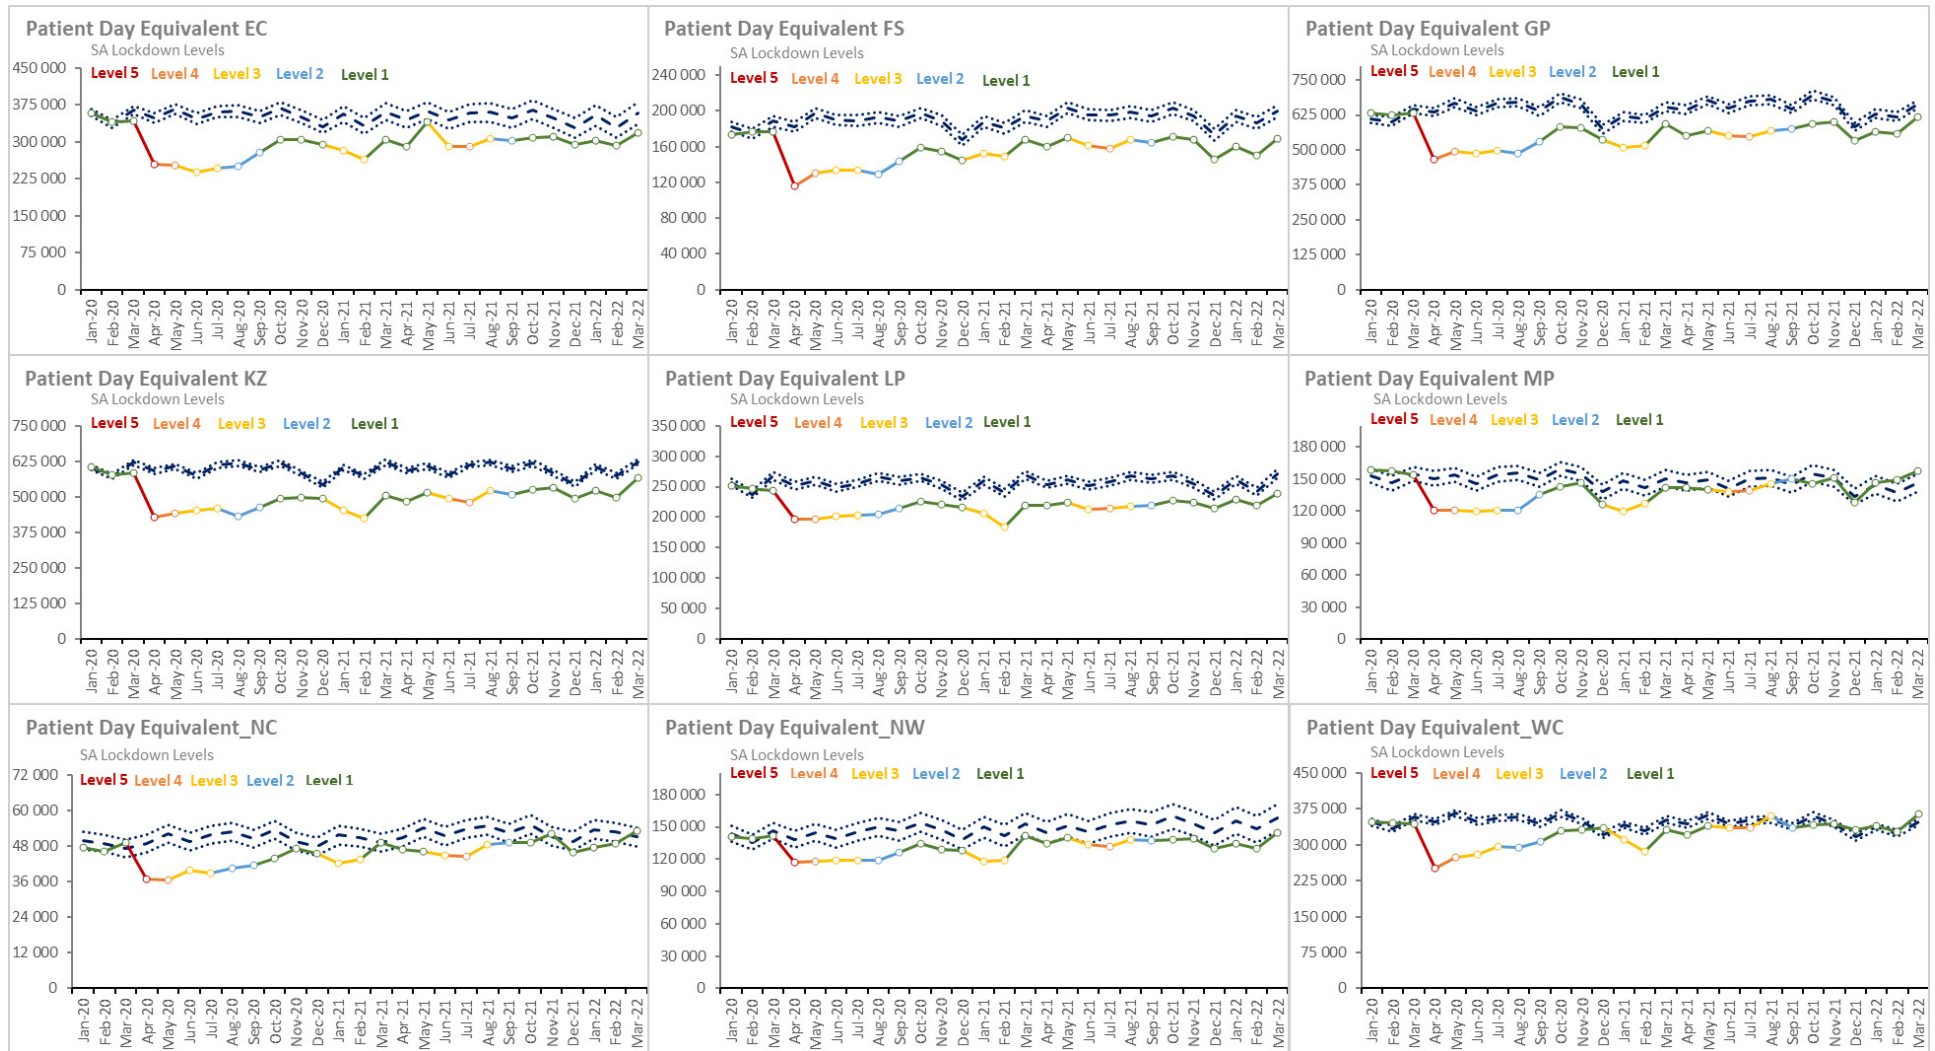 Patient Day Equivalent EC
SA Lockdown Levels
Level 5 Level 4 Level 3 Level 2 Level 1
450 000
375 000
300 000
225 000
150 000
75 000
0
Jan-20 Feb-20 Mar-20 Apr-20 May-20 Jun-20 Jul-20 Aug-20 Sep-20 Oct-20 Nov-20 Dec-20 Jan-21 Feb-21 Mar-21 Apr-21 May-21 Jun-21 Jul-21 Aug-21 Sep-21 Oct-21 Nov-21 Dec-21 Jan-22 Feb-22 Mar-22
Patient Day Equivalent FS
SA Lockdown Levels
Level 5 Level 4 Level 3 Level 2 Level 1
240 000
200 000
160 000
120 000
80 000
40 000
0
Jan-20 Feb-20 Mar-20 Apr-20 May-20 Jun-20 Jul-20 Aug-20 Sep-20 Oct-20 Nov-20 Dec-20 Jan-21 Feb-21 Mar-21 Apr-21 May-21 Jun-21 Jul-21 Aug-21 Sep-21 Oct-21 Nov-21 Dec-21 Jan-22 Feb-22 Mar-22
Patient Day Equivalent GP
SA Lockdown Levels
Level 5 Level 4 Level 3 Level 2 Level 1
750 000
625 000
500 000
375 000
250 000
125 000
0
Jan-20 Feb-20 Mar-20 Apr-20 May-20 Jun-20 Jul-20 Aug-20 Sep-20 Oct-20 Nov-20 Dec-20 Jan-21 Feb-21 Mar-21 Apr-21 May-21 Jun-21 Jul-21 Aug-21 Sep-21 Oct-21 Nov-21 Dec-21 Jan-22 Feb-22 Mar-22
Patient Day Equivalent KZ
SA Lockdown Levels
Level 5 Level 4 Level 3 Level 2 Level 1
750 000
625 000
500 000
375 000
250 000
125 000
0
Jan-20 Feb-20 Mar-20 Apr-20 May-20 Jun-20 Jul-20 Aug-20 Sep-20 Oct-20 Nov-20 Dec-20 Jan-21 Feb-21 Mar-21 Apr-21 May-21 Jun-21 Jul-21 Aug-21 Sep-21 Oct-21 Nov-21 Dec-21 Jan-22 Feb-22 Mar-22
Patient Day Equivalent LP
SA Lockdown Levels
Level 5 Level 4 Level 3 Level 2 Level 1
350 000
300 000
250 000
200 000
150 000
100 000
50 000
0
Jan-20 Feb-20 Mar-20 Apr-20 May-20 Jun-20 Jul-20 Aug-20 Sep-20 Oct-20 Nov-20 Dec-20 Jan-21 Feb-21 Mar-21 Apr-21 May-21 Jun-21 Jul-21 Aug-21 Sep-21 Oct-21 Nov-21 Dec-21 Jan-22 Feb-22 Mar-22
Patient Day Equivalent MP
SA Lockdown Levels
Level 5 Level 4 Level 3 Level 2 Level 1
180 000
150 000
120 000
90 000
60 000
30 000
0
Jan-20 Feb-20 Mar-20 Apr-20 May-20 Jun-20 Jul-20 Aug-20 Sep-20 Oct-20 Nov-20 Dec-20 Jan-21 Feb-21 Mar-21 Apr-21 May-21 Jun-21 Jul-21 Aug-21 Sep-21 Oct-21 Nov-21 Dec-21 Jan-22 Feb-22 Mar-22
Patient Day Equivalent_NC
SA Lockdown Levels
Level 5 Level 4 Level 3 Level 2 Level 1
72 000
60 000
48 000
36 000
24 000
12 000
0
Jan-20 Feb-20 Mar-20 Apr-20 May-20 Jun-20 Jul-20 Aug-20 Sep-20 Oct-20 Nov-20 Dec-20 Jan-21 Feb-21 Mar-21 Apr-21 May-21 Jun-21 Jul-21 Aug-21 Sep-21 Oct-21 Nov-21 Dec-21 Jan-22 Feb-22 Mar-22
Patient Day Equivalent_NW
SA Lockdown Levels
Level 5 Level 4 Level 3 Level 2 Level 1
180 000
150 000
120 000
90 000
60 000
30 000
0
Jan-20 Feb-20 Mar-20 Apr-20 May-20 Jun-20 Jul-20 Aug-20 Sep-20 Oct-20 Nov-20 Dec-20 Jan-21 Feb-21 Mar-21 Apr-21 May-21 Jun-21 Jul-21 Aug-21 Sep-21 Oct-21 Nov-21 Dec-21 Jan-22 Feb-22 Mar-22
Patient Day Equivalent_WC
SA Lockdown Levels
Level 5 Level 4 Level 3 Level 2 Level 1
450 000
375 000
300 000
225 000
150 000
75 000
0
Jan-20 Feb-20 Mar-20 Apr-20 May-20 Jun-20 Jul-20 Aug-20 Sep-20 Oct-20 Nov-20 Dec-20 Jan-21 Feb-21 Mar-21 Apr-21 May-21 Jun-21 Jul-21 Aug-21 Sep-21 Oct-21 Nov-21 Dec-21 Jan-22 Feb-22 Mar-22